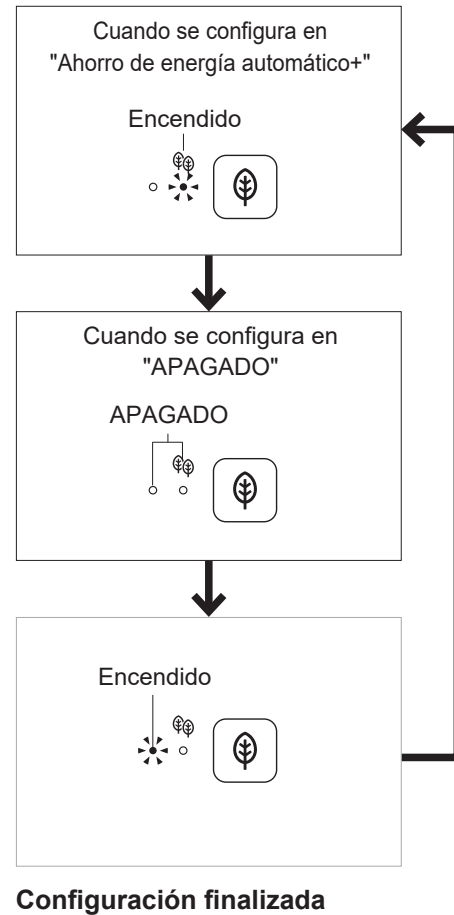 Cuando se configura en
"Ahorro de energía automático+"
Encendido
Cuando se configura en
"APAGADO"
APAGADO
Encendido
Configuración finalizada